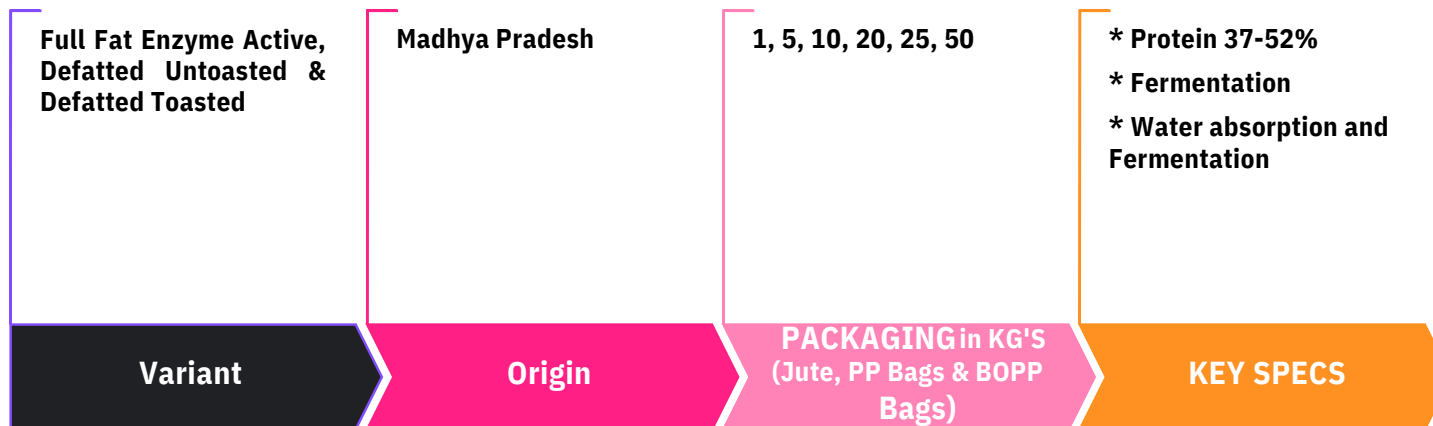 Full Fat Enzyme Active,
Defatted Untoasted &
Defatted Toasted
Madhya Pradesh
1, 5, 10, 20, 25, 50
* Protein 37-52%
* Fermentation
* Water absorption and
Fermentation
Variant
Origin
PACKAGING in KG'S
(Jute, PP Bags & BOPP
Bags)
KEY SPECS